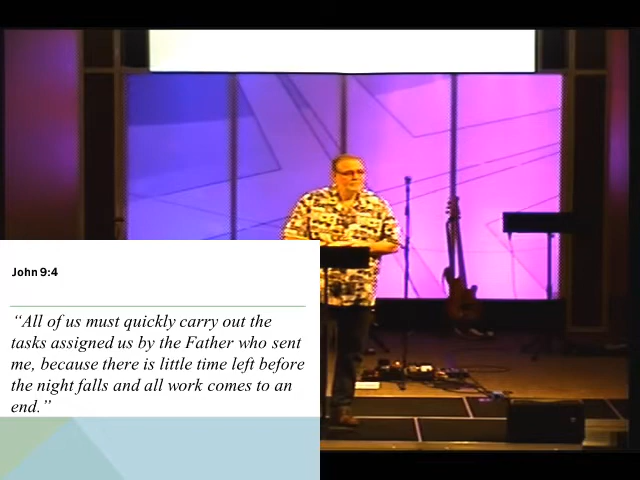 John 9:4
“All of us must quickly carry out the
tasks assigned us by the Father who sent
me, because there is little time left before
the night falls and all work comes to an
end.”